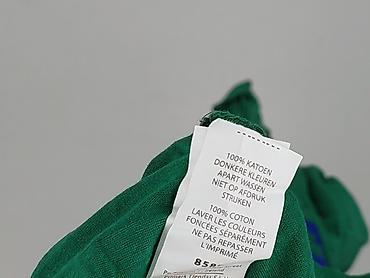 100% KATOEN
DONKERE KLEUREN
APART WASSEN
NIET OP AFDRUK
STRUKEN
100% COTON
LAVER LES COULEURS
FONCÉES SÉPARÉMENT
NE PAS REPASSER
L'IMPRIMÉ